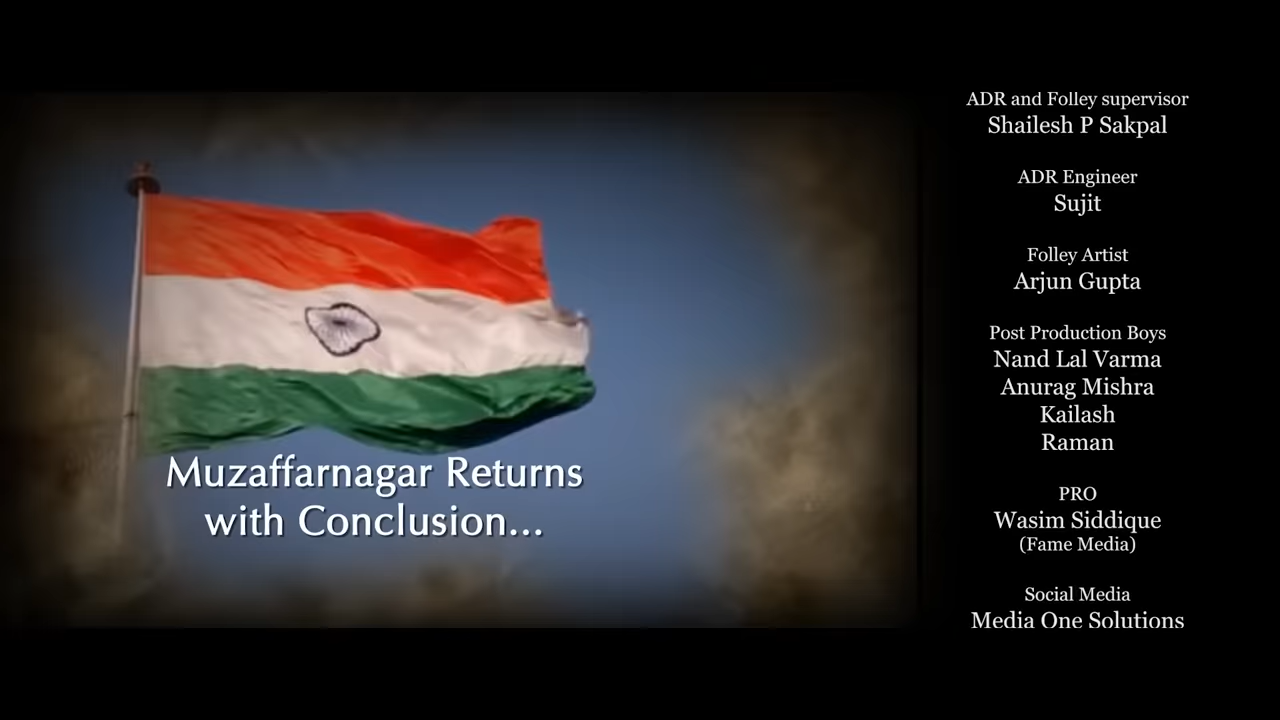 Muzaffarnagar Returns
with Conclusion...
ADR and Folley supervisor
Shailesh P Sakpal
ADR Engineer
Sujit
Folley Artist
Arjun Gupta
Post Production Boys
Nand Lal Varma
Anurag Mishra
Kailash
Raman
PRO
Wasim Siddique
(Fame Media)
Social Media
Media One Solutions